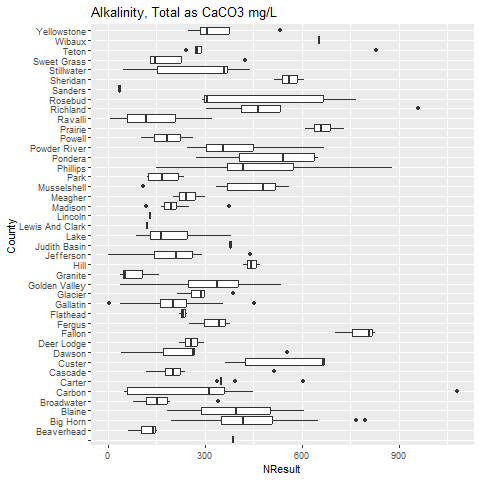 Alkalinity, Total as CaCO3 mg/L
Yellowstone
Wibaux
Teton
Sweet Grass
Stillwater
Sheridan
Sanders
Rosebud
Richland
Ravalli
Prairie
Powell
Powder River
Pondera
Phillips
Park
Musselshell
Meagher
Madison
Lincoln
Lewis And Clark
Lake
Judith Basin
Jefferson
Hill
Granite
Golden Valley
Glacier
Gallatin
Flathead
Fergus
Fallon
Deer Lodge
Dawson
Custer
Cascade
Carter
Carbon
Broadwater
Blaine
Big Horn
Beaverhead
County
0 300 600 900
NResult